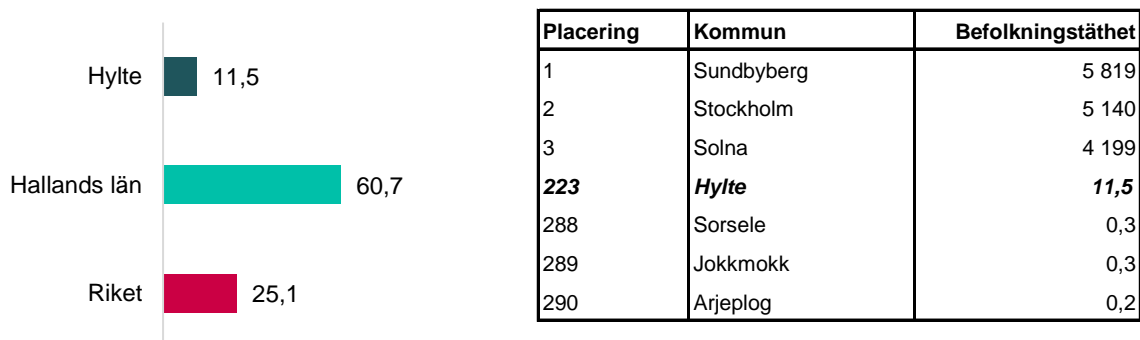 Hylte 11,5
Hallands län 60,7
Riket 25,1
Placering Kommun Befolkningstäthet
1 Sundbyberg 5 819
2 Stockholm 5 140
3 Solna 4 199
223 Hylte 11,5
288 Sorsele 0,3
289 Jokkmokk 0,3
290 Arjeplog 0,2